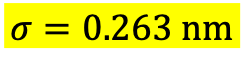 𝜎 = 0.263 nm